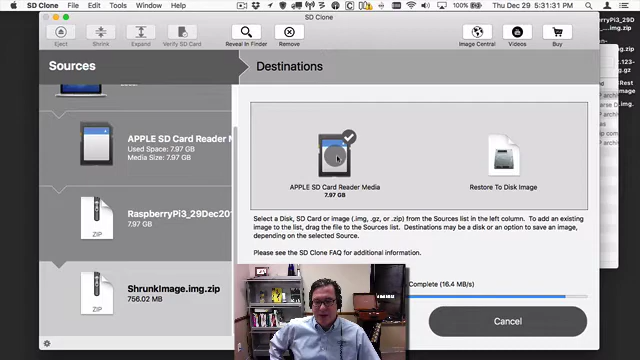 SD Clone File Edit Tools Window Help 100% Thu Dec 29 5:31:31 PM
SD Clone
Eject Shrink Expand Verify SD Card Reveal In Finder Remove Image Central Videos Buy
Sources
Destinations
APPLE SD Card Reader M
Used Space: 7.97 GB
Media Size: 7.97 GB
ZIP
RaspberryPi3_29Dec201
7.97 GB
ZIP
ShrunkImage.img.zip
756.02 MB
APPLE SD Card Reader Media
7.97 GB
Restore To Disk Image
Select a Disk, SD Card or image (.img, .gz, or .zip) from the Sources list in the left column. To add an existing
image to the list, drag the file to the Sources list. Destinations may be a disk or an option to save an image,
depending on the selected Source.
Please see the SD Clone FAQ for additional information.
Complete (16.4 MB/s)
Cancel
berryPi3_290
.img.zip